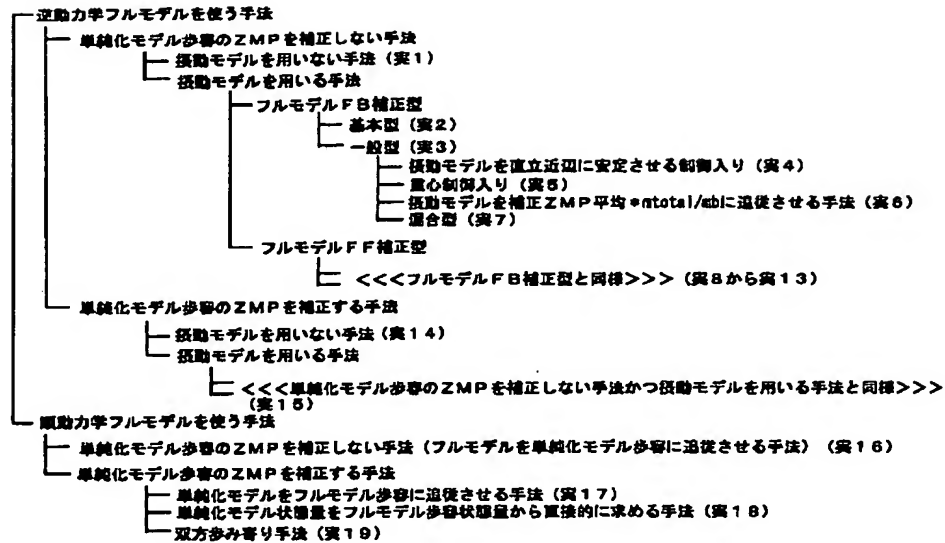 逆動力学フルモデルを使う手法
単純化モデル歩容のZMPを補正しない手法
摂動モデルを用いない手法（実1）
摂動モデルを用いる手法
フルモデルFB補正型
基本型（実2）
一般型（実3）
摂動モデルを直立近辺に安定させる制御入り（実4）
重心制御入り（実5）
摂動モデルを補正ZMP平均*mtotal/mbに追従させる手法（実6）
混合型（実7）
フルモデルFF補正型
<<<フルモデルFB補正型と同様>>>（実8から実13）
単純化モデル歩容のZMPを補正する手法
摂動モデルを用いない手法（実14）
摂動モデルを用いる手法
<<<単純化モデル歩容のZMPを補正しない手法かつ摂動モデルを用いる手法と同様>>>
（実15）
順動力学フルモデルを使う手法
単純化モデル歩容のZMPを補正しない手法（フルモデルを単純化モデル歩容に追従させる手法）（実16）
単純化モデル歩容のZMPを補正する手法
単純化モデルをフルモデル歩容に追従させる手法（実17）
単純化モデル状態量をフルモデル歩容状態量から直接的に求める手法（実18）
双方歩み寄り手法（実19）